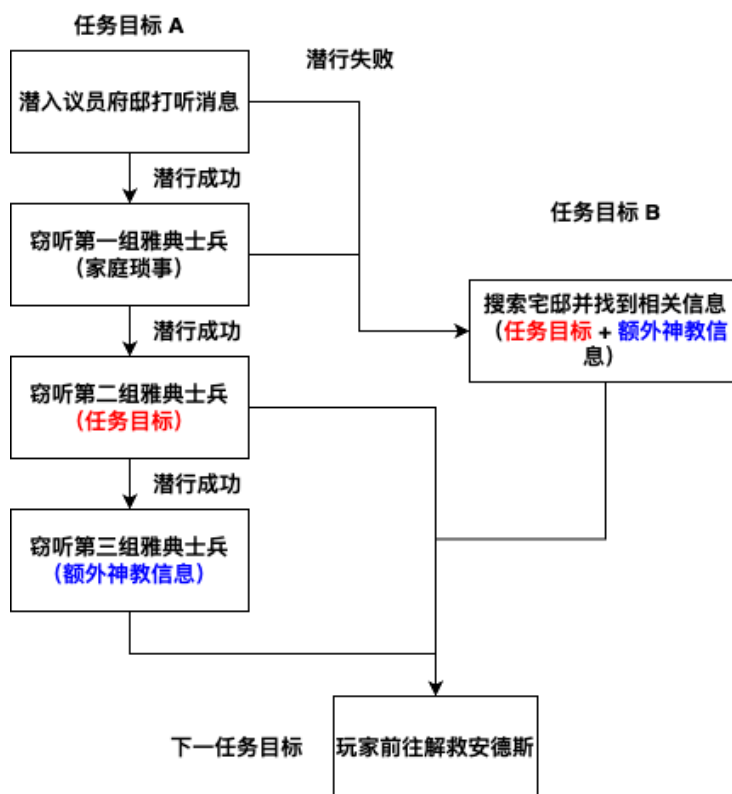 任务目标 A
潜行失败
潜入议员府邸打听消息
潜行成功
窃听第一组雅典士兵
（家庭琐事）
任务目标 B
搜索宅邸并找到相关信息
（任务目标 + 额外神教信
息）
潜行成功
窃听第二组雅典士兵
（任务目标）
潜行成功
窃听第三组雅典士兵
（额外神教信息）
下一任务目标
玩家前往解救安德斯